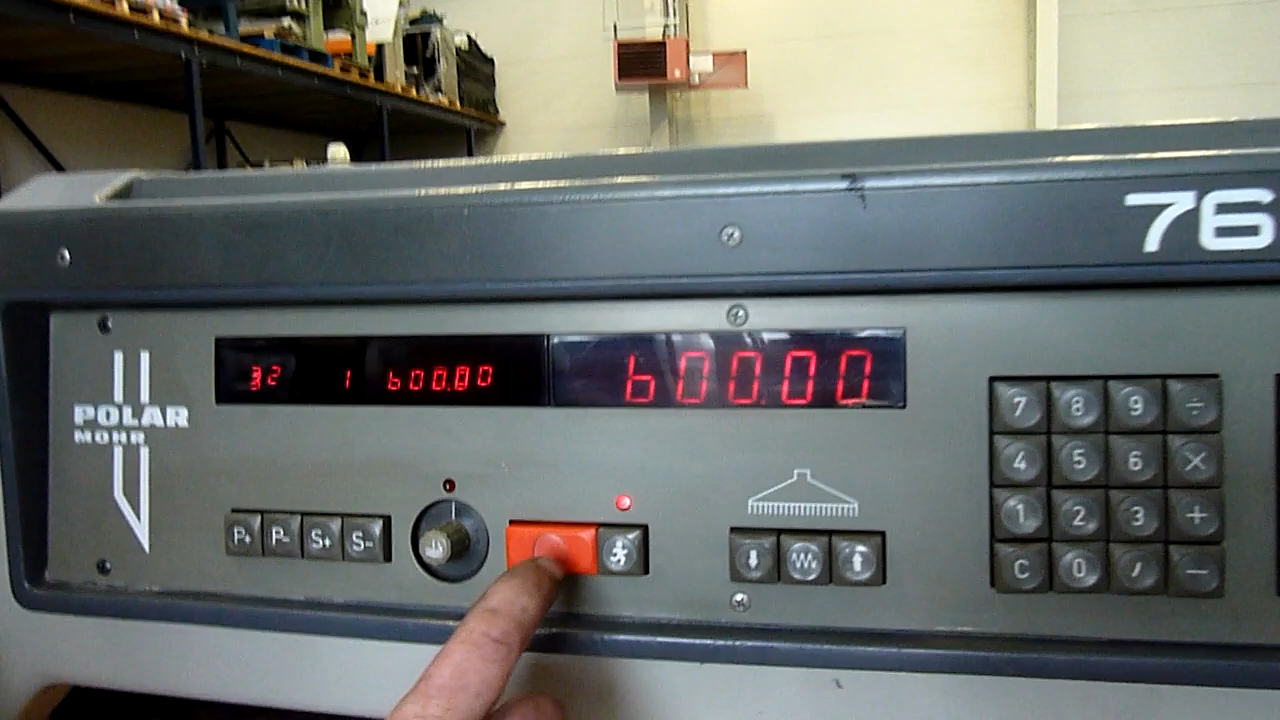 76
32 1 600.00 60000
POLAR
MOHR
P+ P- S+ S-
7 8 9 ÷
4 5 6 ×
1 2 3 +
C 0 , −